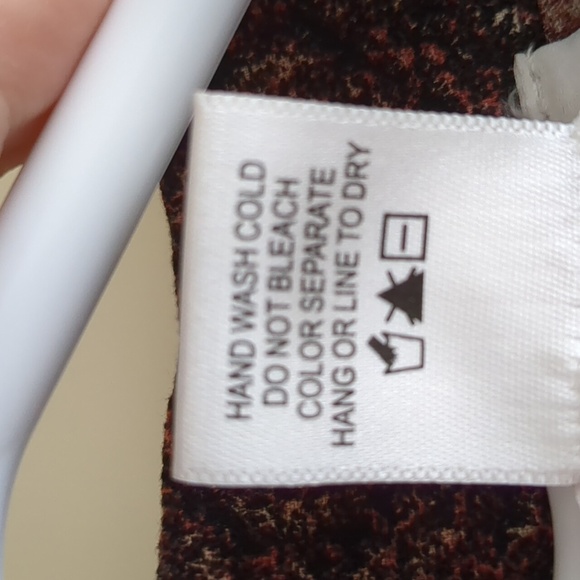 HAND WASH COLD
DO NOT BLEACH
COLOR SEPARATE
HANG OR LINE TO DRY